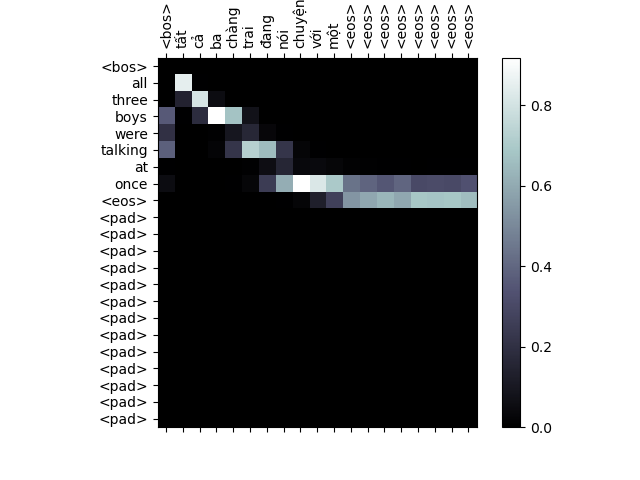 <bos> tất cả ba chàng trai đang nói chuyện với một <eos> <eos> <eos> <eos> <eos> <eos> <eos> <eos>
<bos>
all
three
boys
were
talking
at
once
<eos>
<pad>
<pad>
<pad>
<pad>
<pad>
<pad>
<pad>
<pad>
<pad>
<pad>
<pad>
<pad>
<pad>
0.8
0.6
0.4
0.2
0.0